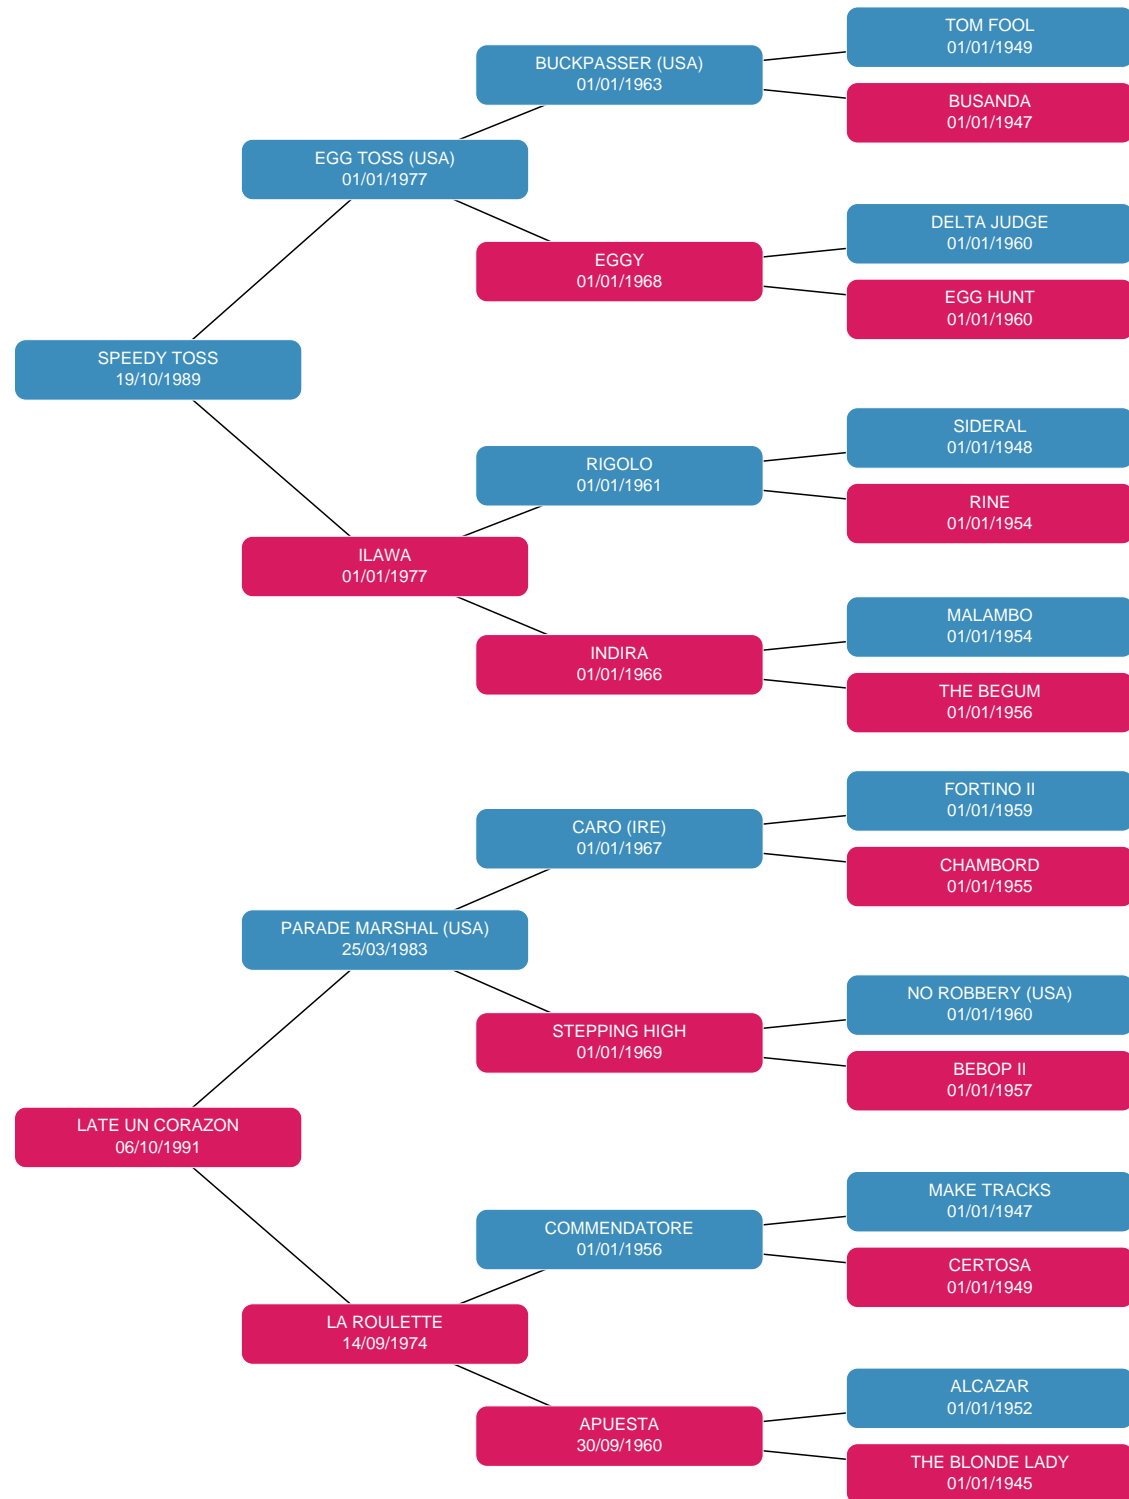 TOM FOOL
01/01/1949
BUCKPASSER (USA)
01/01/1963
BUSANDA
01/01/1947
EGG TOSS (USA)
01/01/1977
DELTA JUDGE
01/01/1960
EGGY
01/01/1968
EGG HUNT
01/01/1960
SPEEDY TOSS
19/10/1989
SIDERAL
01/01/1948
RIGOLO
01/01/1961
RINE
01/01/1954
ILAWA
01/01/1977
MALAMBO
01/01/1954
INDIRA
01/01/1966
THE BEGUM
01/01/1956
FORTINO II
01/01/1959
CARO (IRE)
01/01/1967
CHAMBORD
01/01/1955
PARADE MARSHAL (USA)
25/03/1983
NO ROBBERY (USA)
01/01/1960
STEPPING HIGH
01/01/1969
BEBOP II
01/01/1957
LATE UN CORAZON
06/10/1991
MAKE TRACKS
01/01/1947
COMMENDATORE
01/01/1956
CERTOSA
01/01/1949
LA ROULETTE
14/09/1974
ALCAZAR
01/01/1952
APUESTA
30/09/1960
THE BLONDE LADY
01/01/1945